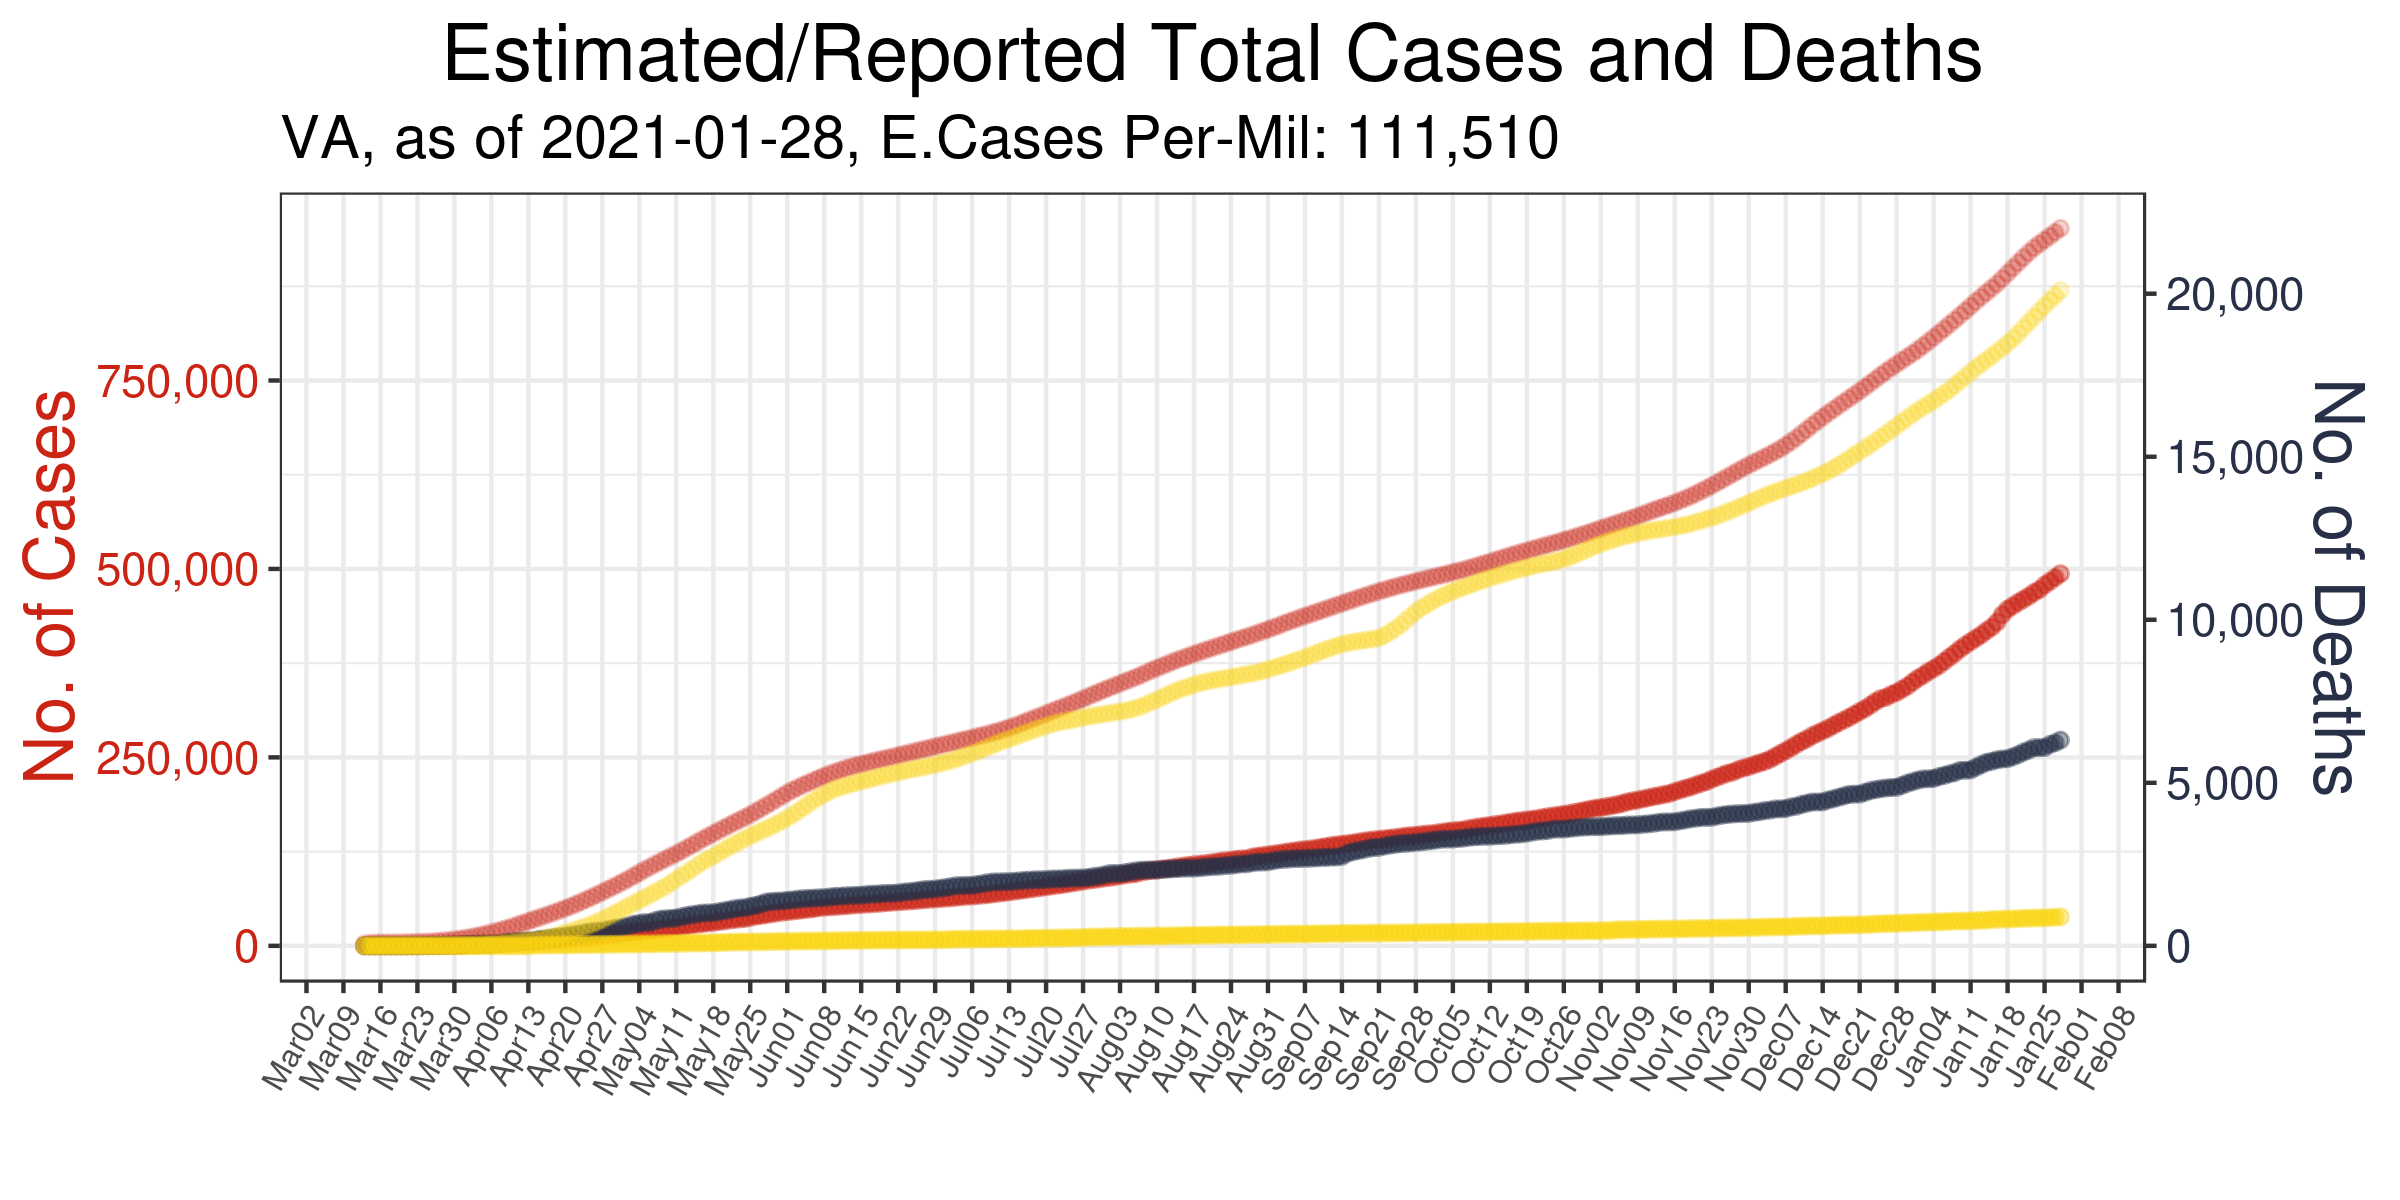 Estimated/Reported Total Cases and Deaths
VA, as of 2021-01-28, E.Cases Per-Mil: 111,510
No. of Cases
750,000
500,000
250,000
0
20,000
15,000
10,000
5,000
0
No. of Deaths
Mar02
Mar09
Mar16
Mar23
Mar30
Apr06
Apr13
Apr20
Apr27
May04
May11
May18
May25
Jun01
Jun08
Jun15
Jun22
Jun29
Jul06
Jul13
Jul20
Jul27
Aug03
Aug10
Aug17
Aug24
Aug31
Sep07
Sep14
Sep21
Sep28
Oct05
Oct12
Oct19
Oct26
Nov02
Nov09
Nov16
Nov23
Nov30
Dec07
Dec14
Dec21
Dec28
Jan04
Jan11
Jan18
Jan25
Feb01
Feb08